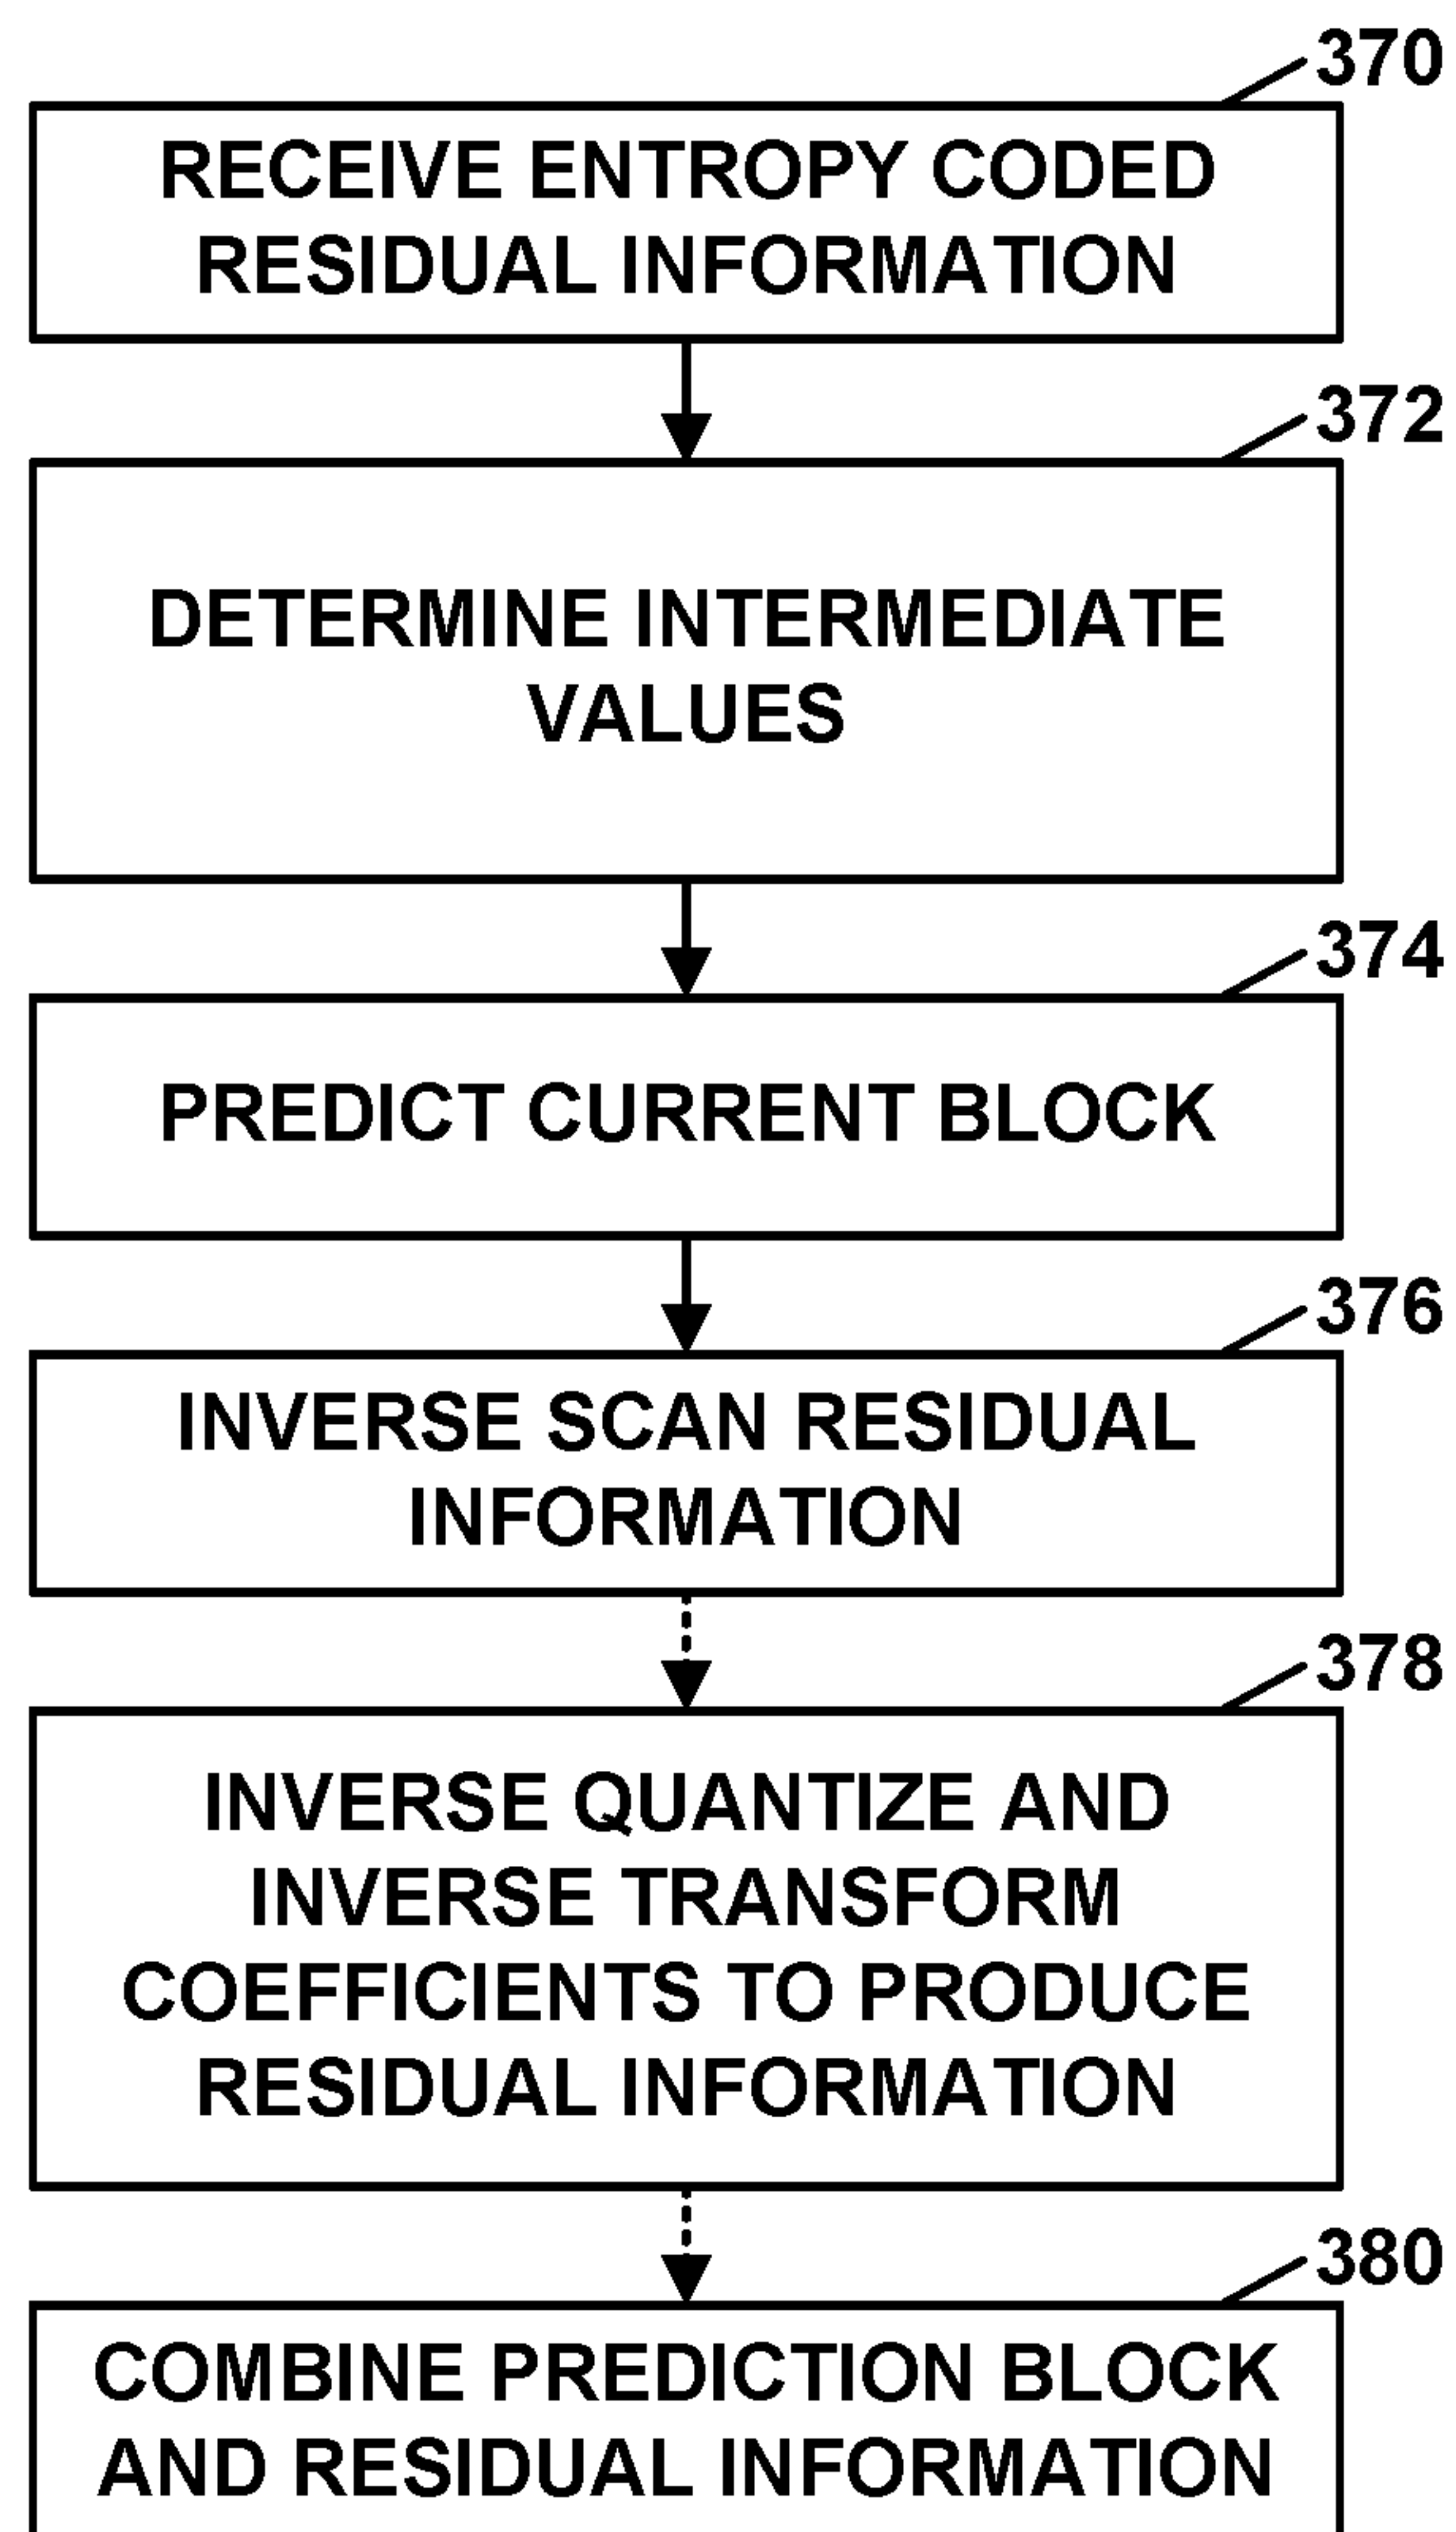 370
RECEIVE ENTROPY CODED
RESIDUAL INFORMATION
372
DETERMINE INTERMEDIATE
VALUES
374
PREDICT CURRENT BLOCK
376
INVERSE SCAN RESIDUAL
INFORMATION
378
INVERSE QUANTIZE AND
INVERSE TRANSFORM
COEFFICIENTS TO PRODUCE
RESIDUAL INFORMATION
380
COMBINE PREDICTION BLOCK
AND RESIDUAL INFORMATION